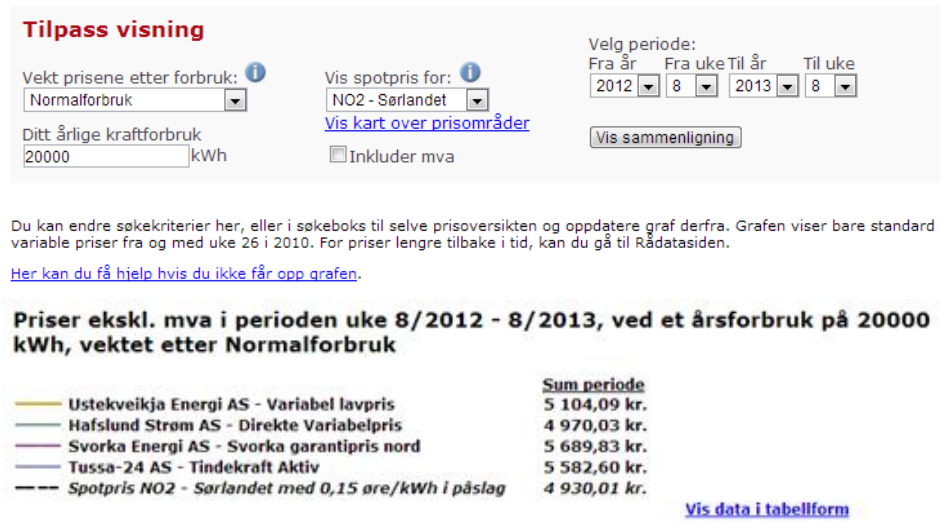 Tilpass visning
Vekt prisene etter forbruk:
Normalforbruk
Ditt årlige kraftforbruk
20000 kWh
Vis spotpris for:
NO2 - Sørlandet
Vis kart over prisområder
Inkluder mva
Velg periode:
Fra år Fra uke Til år Til uke
2012 8 2013 8
Vis sammenligning
Du kan endre søkekriterier her, eller i søkeboks til selve prisoversikten og oppdatere graf derfra. Grafen viser bare standard
variable priser fra og med uke 26 i 2010. For priser lengre tilbake i tid, kan du gå til Rådatasiden.
Her kan du få hjelp hvis du ikke får opp grafen.
Priser ekskl. mva i perioden uke 8/2012 - 8/2013, ved et årsforbruk på 20000
kWh, vektet etter Normalforbruk
Sum periode
Ustekveikja Energi AS - Variabel lavpris 5 104,09 kr.
Hafslund Strøm AS - Direkte Variabelpris 4 970,03 kr.
Svorka Energi AS - Svorka garantipris nord 5 689,83 kr.
Tussa-24 AS - Tindekraft Aktiv 5 582,60 kr.
Spotpris NO2 - Sørlandet med 0,15 øre/kWh i påslag 4 930,01 kr.
Vis data i tabellform